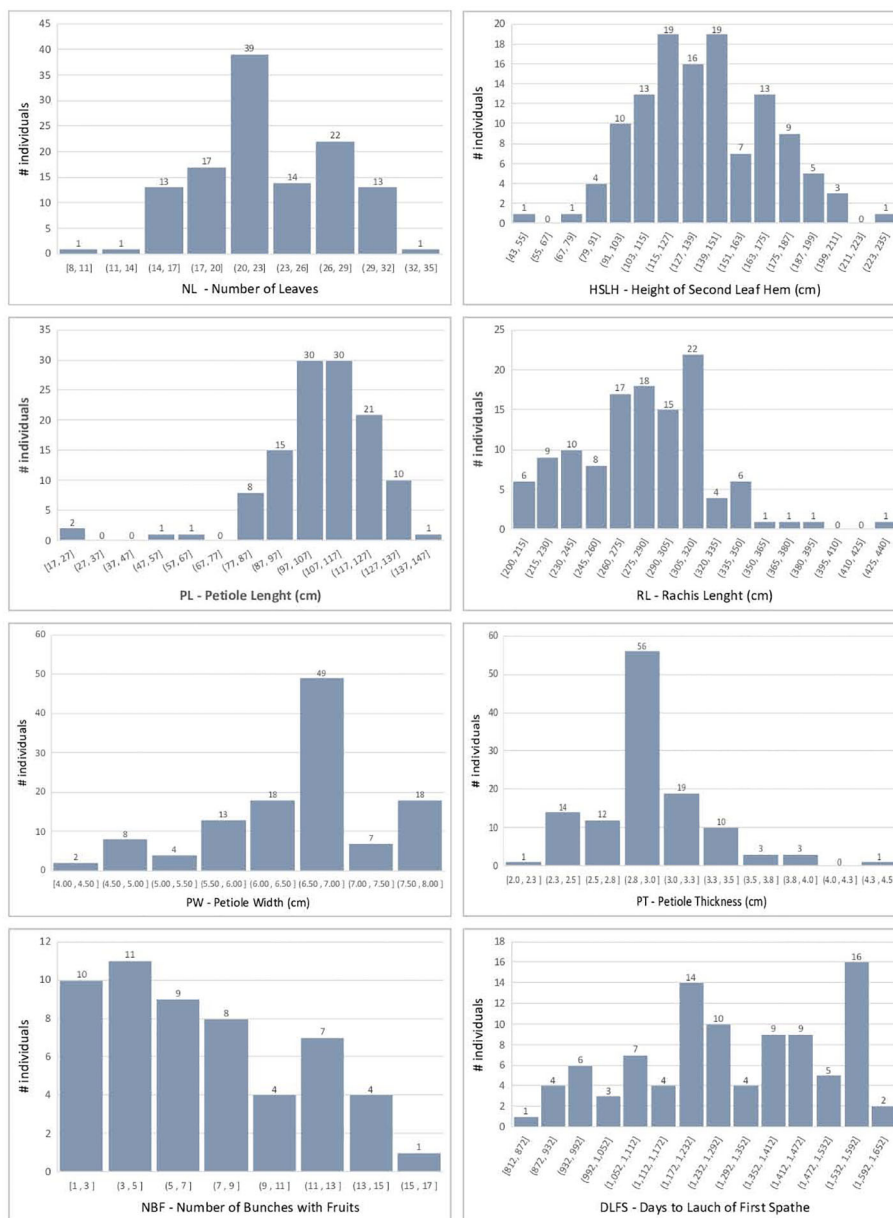 # individuals
45
40
35
30
25
20
15
10
5
0
1 1 13 17 39 14 22 13 1
[8, 11] (11, 14] (14, 17] (17, 20] (20, 23] (23, 26] (26, 29] (29, 32] (32, 35]
NL - Number of Leaves
# individuals
20
18
16
14
12
10
8
6
4
2
0
1 0 1 4 10 13 19 16 19 7 13 9 5 3 0 1
[43, 55] (55, 67] (67, 79] (79, 91] (91, 103] (103, 115] (115, 127] (127, 139] (139, 151] (151, 163] (163, 175] (175, 187] (187, 199] (199, 211] (211, 223] (223, 235]
HSLH - Height of Second Leaf Hem (cm)
# individuals
35
30
25
20
15
10
5
0
2 0 0 1 1 0 8 15 30 30 21 10 1
[17, 27] (27, 37] (37, 47] (47, 57] (57, 67] (67, 77] (77, 87] (87, 97] (97, 107] (107, 117] (117, 127] (127, 137] (137, 147]
PL - Petiole Lenght (cm)
# individuals
25
20
15
10
5
0
6 9 10 8 17 18 15 22 4 6 1 1 1 0 0 1
[200, 215] (215, 230] (230, 245] (245, 260] (260, 275] (275, 290] (290, 305] (305, 320] (320, 335] (335, 350] (350, 365] (365, 380] (380, 395] (395, 410] (410, 425] (425, 440]
RL - Rachis Lenght (cm)
# individuals
60
50
40
30
20
10
0
2 8 4 13 18 49 7 18
[4.00 , 4.50 ] (4.50 , 5.00 ] (5.00 , 5.50 ] (5.50 , 6.00 ] (6.00 , 6.50 ] (6.50 , 7.00 ] (7.00 , 7.50 ] (7.50 , 8.00 ]
PW - Petiole Width (cm)
# individuals
60
50
40
30
20
10
0
1 14 12 56 19 10 3 3 0 1
[2.0 , 2.3 ] (2.3 , 2.5 ] (2.5 , 2.8 ] (2.8 , 3.0 ] (3.0 , 3.3 ] (3.3 , 3.5 ] (3.5 , 3.8 ] (3.8 , 4.0 ] (4.0 , 4.3 ] (4.3 , 4.5
PT - Petiole Thickness (cm)
# individuals
12
10
8
6
4
2
0
10 11 9 8 4 7 4 1
[1 , 3 ] (3 , 5 ] (5 , 7 ] (7 , 9 ] (9 , 11 ] (11 , 13 ] (13 , 15 ] (15 , 17 ]
NBF - Number of Bunches with Fruits
# individuals
18
16
14
12
10
8
6
4
2
0
1 4 6 3 7 4 14 10 4 9 9 5 16 2
[812, 872] (872, 932] (932, 992] (992, 1,052] (1,052, 1,112] (1,112, 1,172] (1,172, 1,232] (1,232, 1,292] (1,292, 1,352] (1,352, 1,412] (1,412, 1,472] (1,472, 1,532] (1,532, 1,592] (1,592, 1,652]
DLFS - Days to Lauch of First Spathe